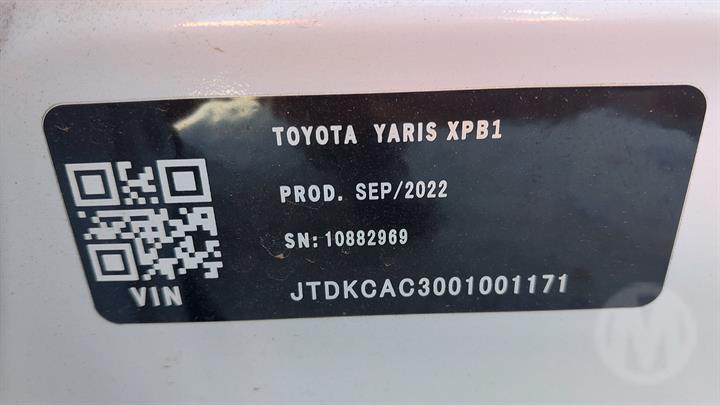 TOYOTA YARIS XPB1
PROD. SEP/2022
SN: 10882969
VIN
JTDKCAC3001001171
M